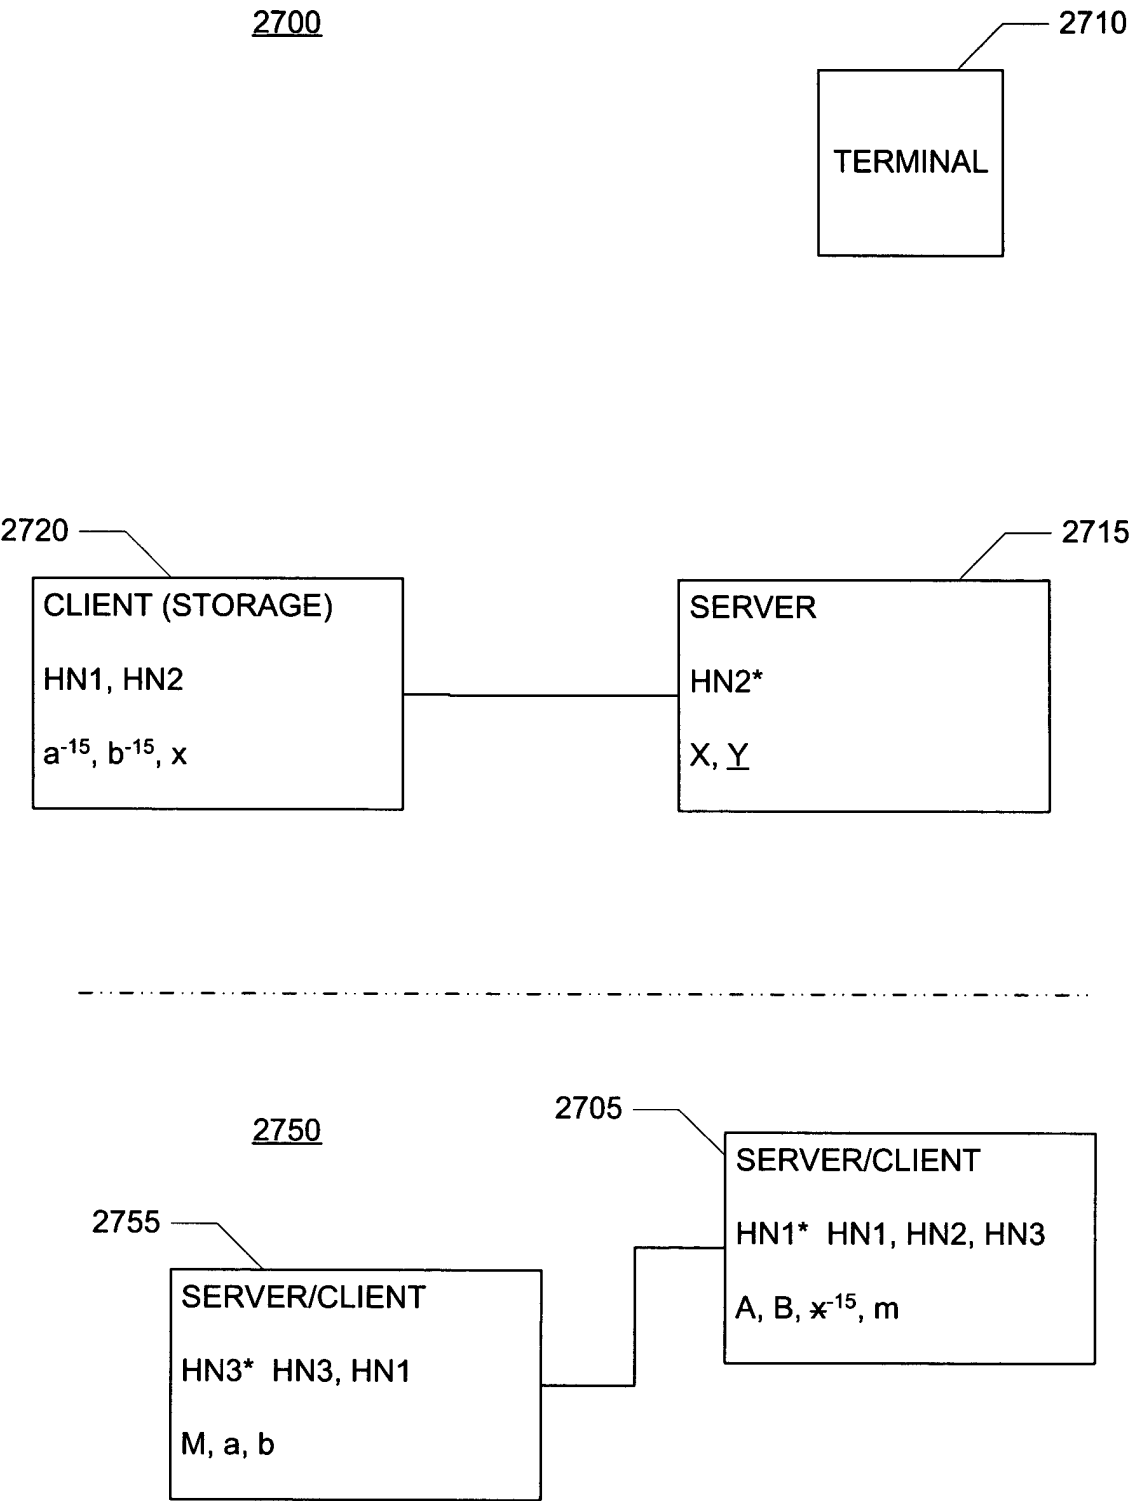 2700
2710
TERMINAL
2720
2715
CLIENT (STORAGE)
HN1, HN2
a⁻¹⁵, b⁻¹⁵, x
SERVER
HN2*
X, Y
2750
2705
SERVER/CLIENT
HN1* HN1, HN2, HN3
A, B, x⁻¹⁵, m
2755
SERVER/CLIENT
HN3* HN3, HN1
M, a, b